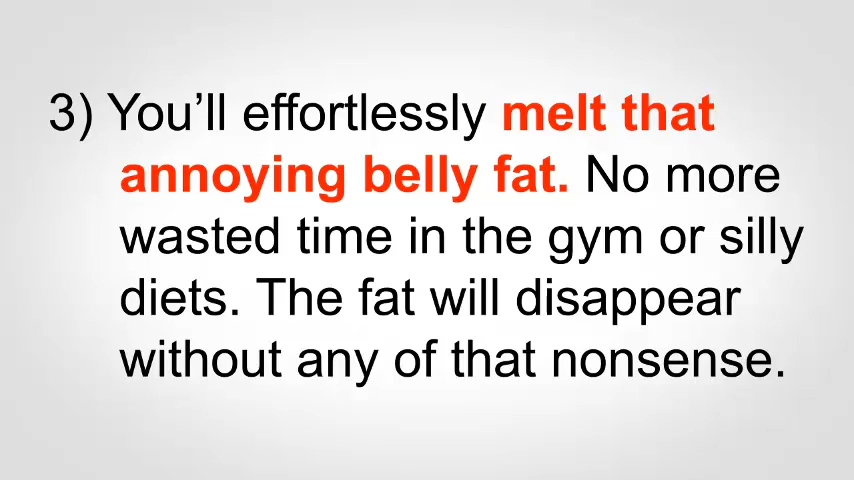 3) You’ll effortlessly melt that
annoying belly fat. No more
wasted time in the gym or silly
diets. The fat will disappear
without any of that nonsense.